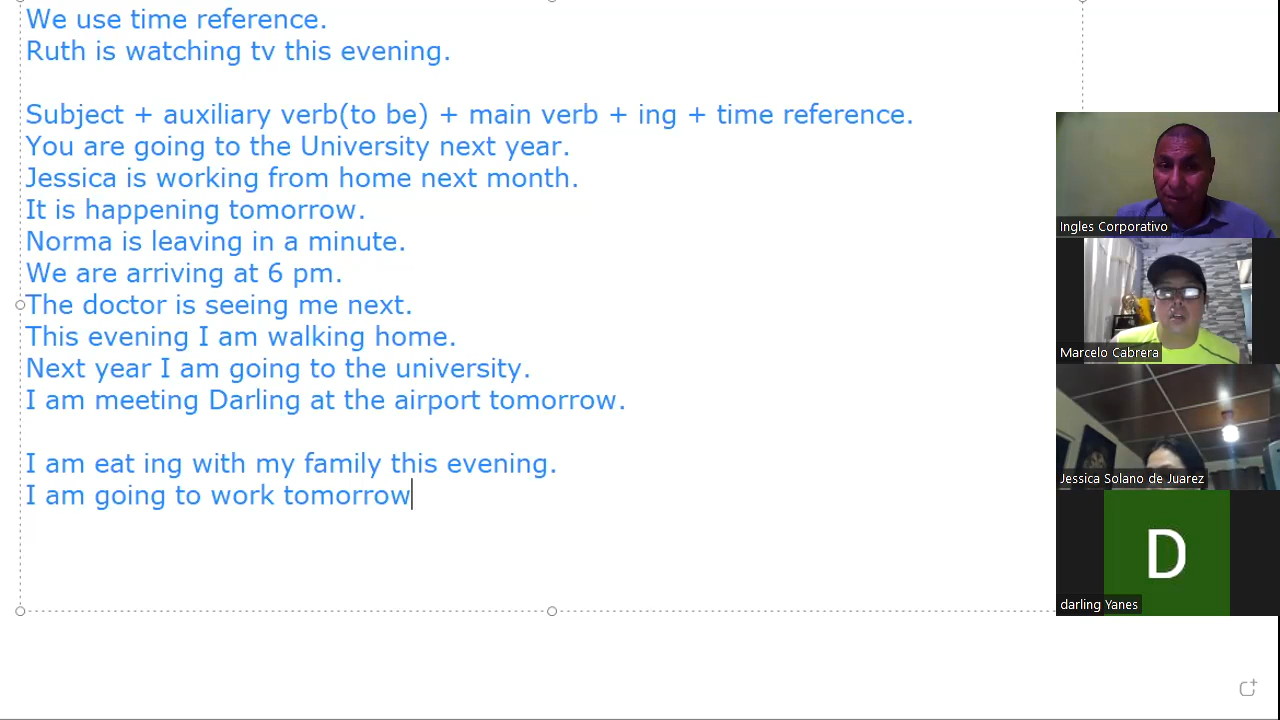 We use time reference.
Ruth is watching tv this evening.
Subject + auxiliary verb(to be) + main verb + ing + time reference.
You are going to the University next year.
Jessica is working from home next month.
It is happening tomorrow.
Norma is leaving in a minute.
We are arriving at 6 pm.
The doctor is seeing me next.
This evening I am walking home.
Next year I am going to the university.
I am meeting Darling at the airport tomorrow.
I am eat ing with my family this evening.
I am going to work tomorrow
Ingles Corporativo
Marcelo Cabrera
Jessica Solano de Juarez
D
darling Yanes